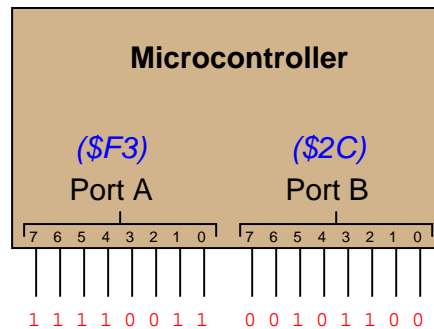 Microcontroller
($F3) ($2C)
Port A Port B
7 6 5 4 3 2 1 0 7 6 5 4 3 2 1 0
1 1 1 1 0 0 1 1 0 0 1 0 1 1 0 0